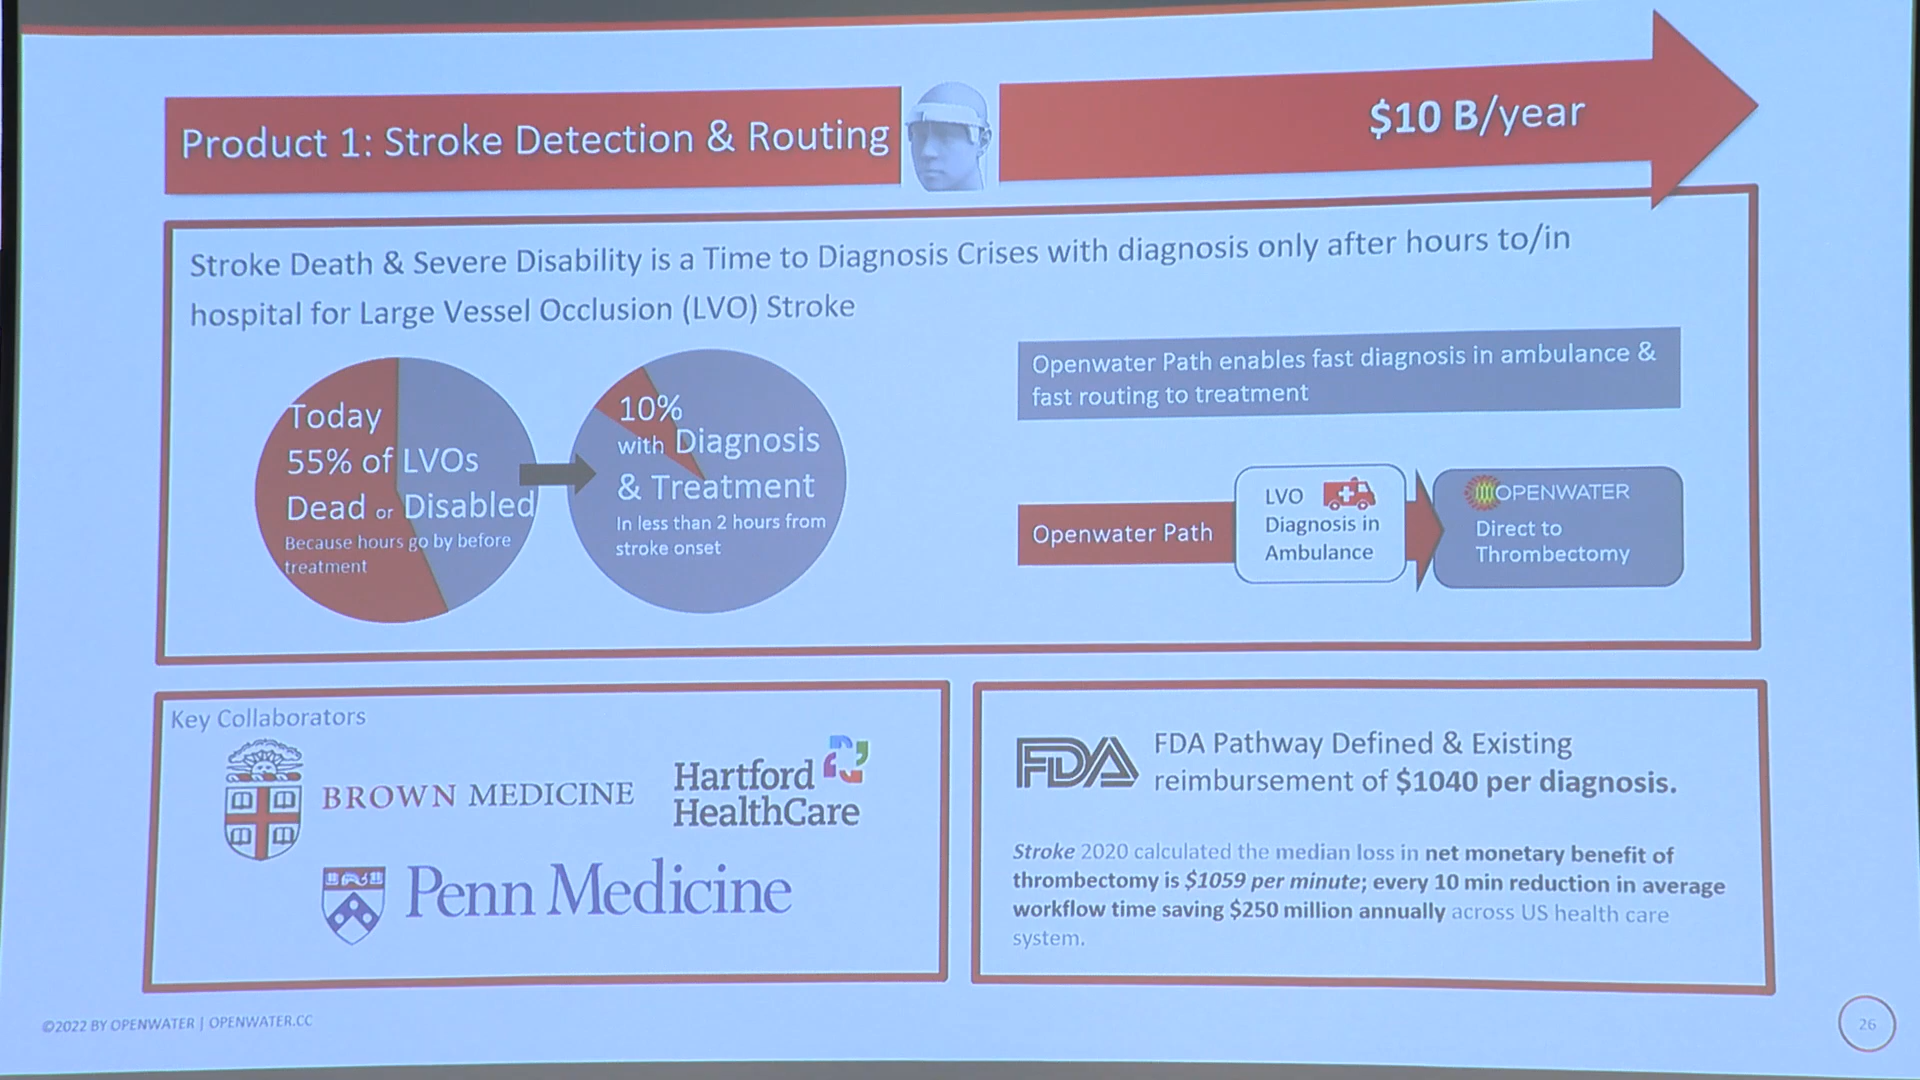 Product 1: Stroke Detection & Routing
$10 B/year
Stroke Death & Severe Disability is a Time to Diagnosis Crises with diagnosis only after hours to/in
hospital for Large Vessel Occlusion (LVO) Stroke
Today
55% of LVOs
Dead or Disabled
Because hours go by before
treatment
10%
with Diagnosis
& Treatment
In less than 2 hours from
stroke onset
Openwater Path enables fast diagnosis in ambulance &
fast routing to treatment
Openwater Path
LVO
Diagnosis in
Ambulance
OPENWATER
Direct to
Thrombectomy
Key Collaborators
BROWN MEDICINE
Hartford
HealthCare
Penn Medicine
FDA
FDA Pathway Defined & Existing
reimbursement of $1040 per diagnosis.
Stroke 2020 calculated the median loss in net monetary benefit of
thrombectomy is $1059 per minute; every 10 min reduction in average
workflow time saving $250 million annually across US health care
system.
©2022 BY OPENWATER | OPENWATER.CC
26